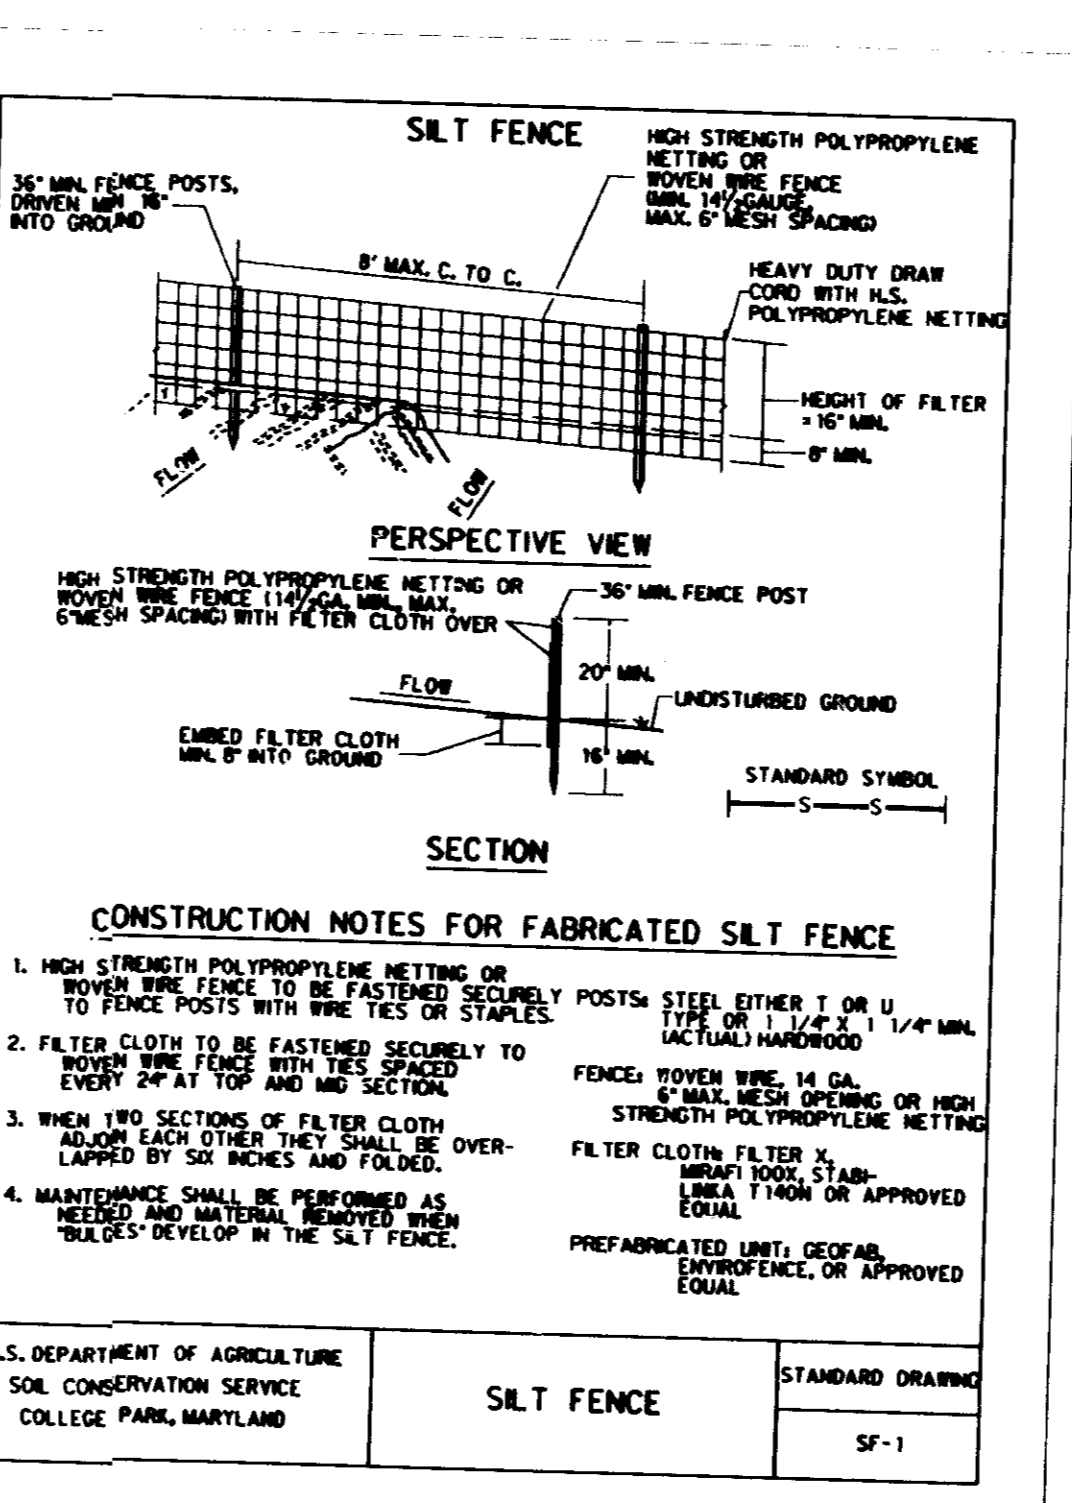 SILT FENCE
HIGH STRENGTH POLYPROPYLENE
NETTING OR
WOVEN WIRE FENCE
(MIN. 14½-GAUGE,
MAX. 6" MESH SPACING)
36" MIN. FENCE POSTS,
DRIVEN MIN 16"
INTO GROUND
8' MAX. C. TO C.
HEAVY DUTY DRAW
CORD WITH H.S.
POLYPROPYLENE NETTING
HEIGHT OF FILTER
= 16" MIN.
8" MIN.
FLOW
FLOW
PERSPECTIVE VIEW
HIGH STRENGTH POLYPROPYLENE NETTING OR
WOVEN WIRE FENCE (14½-GA. MIN., MAX.
6"MESH SPACING) WITH FILTER CLOTH OVER
36" MIN. FENCE POST
20" MIN.
FLOW
UNDISTURBED GROUND
EMBED FILTER CLOTH
MIN. 8" INTO GROUND
16" MIN.
STANDARD SYMBOL
S S
SECTION
CONSTRUCTION NOTES FOR FABRICATED SILT FENCE
1. HIGH STRENGTH POLYPROPYLENE NETTING OR
WOVEN WIRE FENCE TO BE FASTENED SECURELY
TO FENCE POSTS WITH WIRE TIES OR STAPLES.
2. FILTER CLOTH TO BE FASTENED SECURELY TO
WOVEN WIRE FENCE WITH TIES SPACED
EVERY 24" AT TOP AND MID SECTION.
3. WHEN TWO SECTIONS OF FILTER CLOTH
ADJOIN EACH OTHER THEY SHALL BE OVER-
LAPPED BY SIX INCHES AND FOLDED.
4. MAINTENANCE SHALL BE PERFORMED AS
NEEDED AND MATERIAL REMOVED WHEN
"BULGES" DEVELOP IN THE SILT FENCE.
POSTS: STEEL EITHER T OR U
TYPE OR 1 1/4" X 1 1/4" MIN.
(ACTUAL) HARDWOOD
FENCE: WOVEN WIRE, 14 GA.
6" MAX. MESH OPENING OR HIGH
STRENGTH POLYPROPYLENE NETTING
FILTER CLOTH: FILTER X,
MIRAFI 100X, STABI-
LINKA T140N OR APPROVED
EQUAL
PREFABRICATED UNIT: GEOFAB,
ENVIROFENCE, OR APPROVED
EQUAL
.S. DEPARTMENT OF AGRICULTURE
SOIL CONSERVATION SERVICE
COLLEGE PARK, MARYLAND
SILT FENCE
STANDARD DRAWING
SF-1